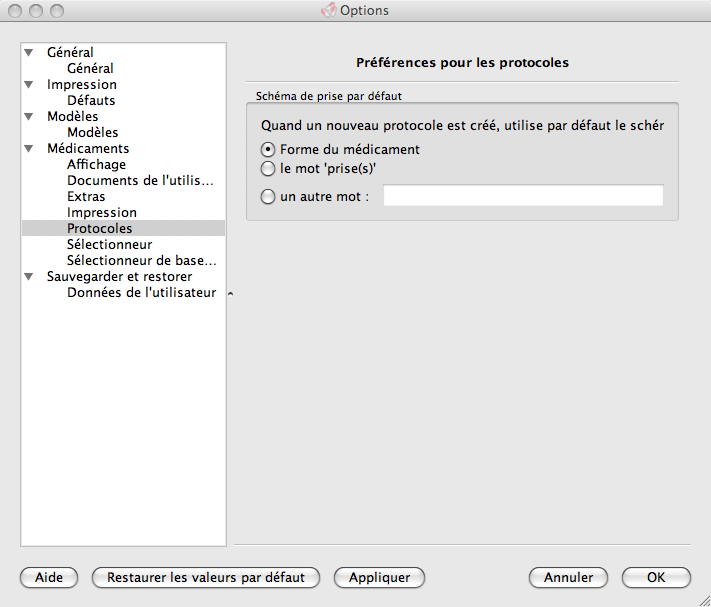 Options
Général
Général
Impression
Défauts
Modèles
Modèles
Médicaments
Affichage
Documents de l'utilis...
Extras
Impression
Protocoles
Sélectionneur
Sélectionneur de base...
Sauvegarder et restorer
Données de l'utilisateur
Préférences pour les protocoles
Schéma de prise par défaut
Quand un nouveau protocole est créé, utilise par défaut le schér
Forme du médicament
le mot 'prise(s)'
un autre mot :
Aide
Restaurer les valeurs par défaut
Appliquer
Annuler
OK